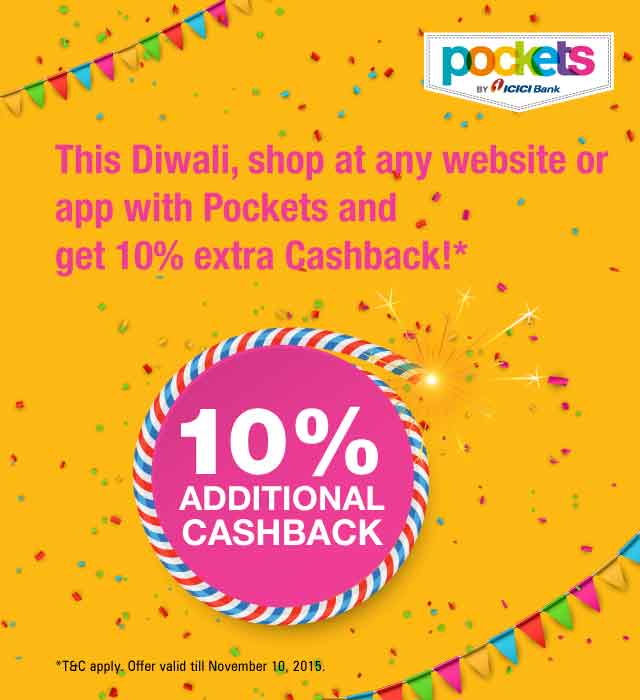 pockets
BY ICICI Bank
This Diwali, shop at any website or
app with Pockets and
get 10% extra Cashback!*
10%
ADDITIONAL
CASHBACK
*T&C apply. Offer valid till November 10, 2015.